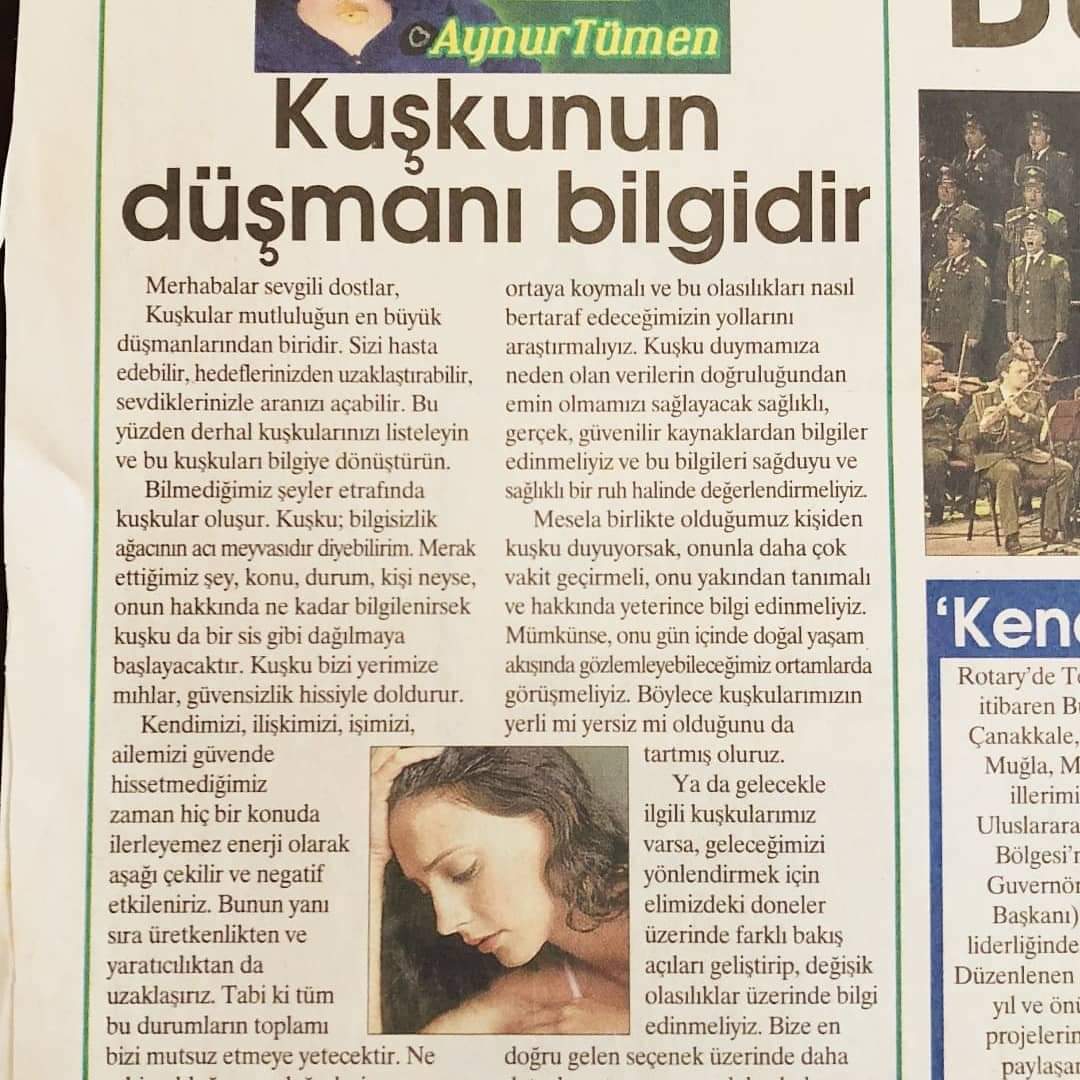 AynurTümen
Kuşkunun
düşmanı bilgidir
Merhabalar sevgili dostlar,
Kuşkular mutluluğun en büyük
düşmanlarından biridir. Sizi hasta
edebilir, hedeflerinizden uzaklaştırabilir,
sevdiklerinizle aranızı açabilir. Bu
yüzden derhal kuşkularınızı listeleyin
ve bu kuşkuları bilgiye dönüştürün.
Bilmediğimiz şeyler etrafında
kuşkular oluşur. Kuşku; bilgisizlik
ağacının acı meyvasıdır diyebilirim. Merak
ettiğimiz şey, konu, durum, kişi neyse,
onun hakkında ne kadar bilgilenirsek
kuşku da bir sis gibi dağılmaya
başlayacaktır. Kuşku bizi yerimize
mıhlar, güvensizlik hissiyle doldurur.
Kendimizi, ilişkimizi, işimizi,
ailemizi güvende
hissetmediğimiz
zaman hiç bir konuda
ilerleyemez enerji olarak
aşağı çekilir ve negatif
etkileniriz. Bunun yanı
sıra üretkenlikten ve
yaratıcılıktan da
uzaklaşırız. Tabi ki tüm
bu durumların toplamı
bizi mutsuz etmeye yetecektir. Ne
ortaya koymalı ve bu olasılıkları nasıl
bertaraf edeceğimizin yollarını
araştırmalıyız. Kuşku duymamıza
neden olan verilerin doğruluğundan
emin olmamızı sağlayacak sağlıklı,
gerçek, güvenilir kaynaklardan bilgiler
edinmeliyiz ve bu bilgileri sağduyu ve
sağlıklı bir ruh halinde değerlendirmeliyiz.
Mesela birlikte olduğumuz kişiden
kuşku duyuyorsak, onunla daha çok
vakit geçirmeli, onu yakından tanımalı
ve hakkında yeterince bilgi edinmeliyiz.
Mümkünse, onu gün içinde doğal yaşam
akışında gözlemleyebileceğimiz ortamlarda
görüşmeliyiz. Böylece kuşkularımızın
yerli mi yersiz mi olduğunu da
tartmış oluruz.
Ya da gelecekle
ilgili kuşkularımız
varsa, geleceğimizi
yönlendirmek için
elimizdeki doneler
üzerinde farklı bakış
açıları geliştirip, değişik
olasılıklar üzerinde bilgi
edinmeliyiz. Bize en
doğru gelen seçenek üzerinde daha
‘Ken
Rotary’de
itibaren
Çanakkale,
Muğla,
illerimi
Uluslarara
Bölgesi’n
Guvernör
Başkanı)
liderliğinde
Düzenlenen
yıl ve önü
projelerin
paylaşa